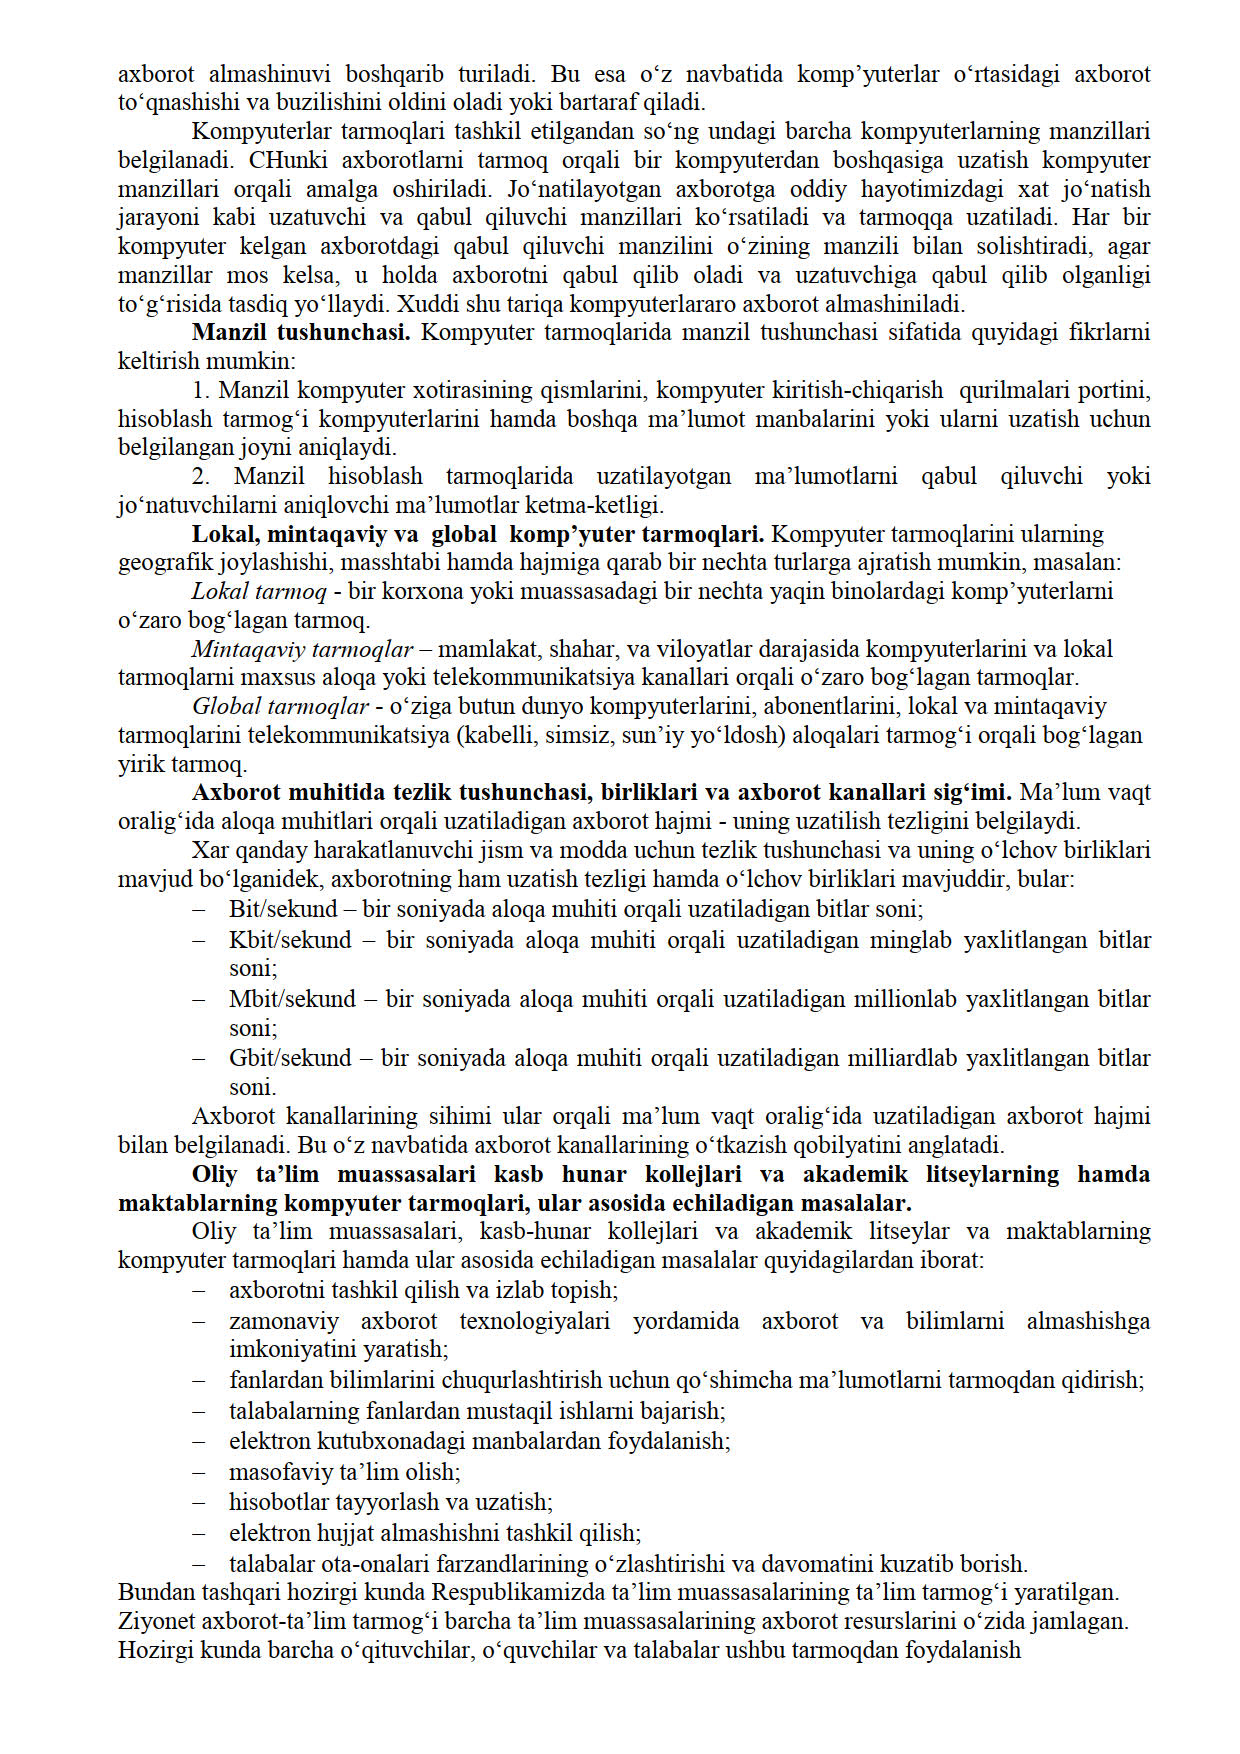 axborot almashinuvi boshqarib turiladi. Bu esa o‘z navbatida komp’yuterlar o‘rtasidagi axborot
to‘qnashishi va buzilishini oldini oladi yoki bartaraf qiladi.
Kompyuterlar tarmoqlari tashkil etilgandan so‘ng undagi barcha kompyuterlarning manzillari
belgilanadi. CHunki axborotlarni tarmoq orqali bir kompyuterdan boshqasiga uzatish kompyuter
manzillari orqali amalga oshiriladi. Jo‘natilayotgan axborotga oddiy hayotimizdagi xat jo‘natish
jarayoni kabi uzatuvchi va qabul qiluvchi manzillari ko‘rsatiladi va tarmoqqa uzatiladi. Har bir
kompyuter kelgan axborotdagi qabul qiluvchi manzilini o‘zining manzili bilan solishtiradi, agar
manzillar mos kelsa, u holda axborotni qabul qilib oladi va uzatuvchiga qabul qilib olganligi
to‘g‘risida tasdiq yo‘llaydi. Xuddi shu tariqa kompyuterlararo axborot almashiniladi.
Manzil tushunchasi. Kompyuter tarmoqlarida manzil tushunchasi sifatida quyidagi fikrlarni
keltirish mumkin:
1. Manzil kompyuter xotirasining qismlarini, kompyuter kiritish-chiqarish qurilmalari portini,
hisoblash tarmog‘i kompyuterlarini hamda boshqa ma’lumot manbalarini yoki ularni uzatish uchun
belgilangan joyni aniqlaydi.
2. Manzil hisoblash tarmoqlarida uzatilayotgan ma’lumotlarni qabul qiluvchi yoki
jo‘natuvchilarni aniqlovchi ma’lumotlar ketma-ketligi.
Lokal, mintaqaviy va global komp’yuter tarmoqlari. Kompyuter tarmoqlarini ularning
geografik joylashishi, masshtabi hamda hajmiga qarab bir nechta turlarga ajratish mumkin, masalan:
Lokal tarmoq - bir korxona yoki muassasadagi bir nechta yaqin binolardagi komp’yuterlarni
o‘zaro bog‘lagan tarmoq.
Mintaqaviy tarmoqlar – mamlakat, shahar, va viloyatlar darajasida kompyuterlarini va lokal
tarmoqlarni maxsus aloqa yoki telekommunikatsiya kanallari orqali o‘zaro bog‘lagan tarmoqlar.
Global tarmoqlar - o‘ziga butun dunyo kompyuterlarini, abonentlarini, lokal va mintaqaviy
tarmoqlarini telekommunikatsiya (kabelli, simsiz, sun’iy yo‘ldosh) aloqalari tarmog‘i orqali bog‘lagan
yirik tarmoq.
Axborot muhitida tezlik tushunchasi, birliklari va axborot kanallari sig‘imi. Ma’lum vaqt
oralig‘ida aloqa muhitlari orqali uzatiladigan axborot hajmi - uning uzatilish tezligini belgilaydi.
Xar qanday harakatlanuvchi jism va modda uchun tezlik tushunchasi va uning o‘lchov birliklari
mavjud bo‘lganidek, axborotning ham uzatish tezligi hamda o‘lchov birliklari mavjuddir, bular:
– Bit/sekund – bir soniyada aloqa muhiti orqali uzatiladigan bitlar soni;
– Kbit/sekund – bir soniyada aloqa muhiti orqali uzatiladigan minglab yaxlitlangan bitlar
soni;
– Mbit/sekund – bir soniyada aloqa muhiti orqali uzatiladigan millionlab yaxlitlangan bitlar
soni;
– Gbit/sekund – bir soniyada aloqa muhiti orqali uzatiladigan milliardlab yaxlitlangan bitlar
soni.
Axborot kanallarining sihimi ular orqali ma’lum vaqt oralig‘ida uzatiladigan axborot hajmi
bilan belgilanadi. Bu o‘z navbatida axborot kanallarining o‘tkazish qobilyatini anglatadi.
Oliy ta’lim muassasalari kasb hunar kollejlari va akademik litseylarning hamda
maktablarning kompyuter tarmoqlari, ular asosida echiladigan masalalar.
Oliy ta’lim muassasalari, kasb-hunar kollejlari va akademik litseylar va maktablarning
kompyuter tarmoqlari hamda ular asosida echiladigan masalalar quyidagilardan iborat:
– axborotni tashkil qilish va izlab topish;
– zamonaviy axborot texnologiyalari yordamida axborot va bilimlarni almashishga
imkoniyatini yaratish;
– fanlardan bilimlarini chuqurlashtirish uchun qo‘shimcha ma’lumotlarni tarmoqdan qidirish;
– talabalarning fanlardan mustaqil ishlarni bajarish;
– elektron kutubxonadagi manbalardan foydalanish;
– masofaviy ta’lim olish;
– hisobotlar tayyorlash va uzatish;
– elektron hujjat almashishni tashkil qilish;
– talabalar ota-onalari farzandlarining o‘zlashtirishi va davomatini kuzatib borish.
Bundan tashqari hozirgi kunda Respublikamizda ta’lim muassasalarining ta’lim tarmog‘i yaratilgan.
Ziyonet axborot-ta’lim tarmog‘i barcha ta’lim muassasalarining axborot resurslarini o‘zida jamlagan.
Hozirgi kunda barcha o‘qituvchilar, o‘quvchilar va talabalar ushbu tarmoqdan foydalanish